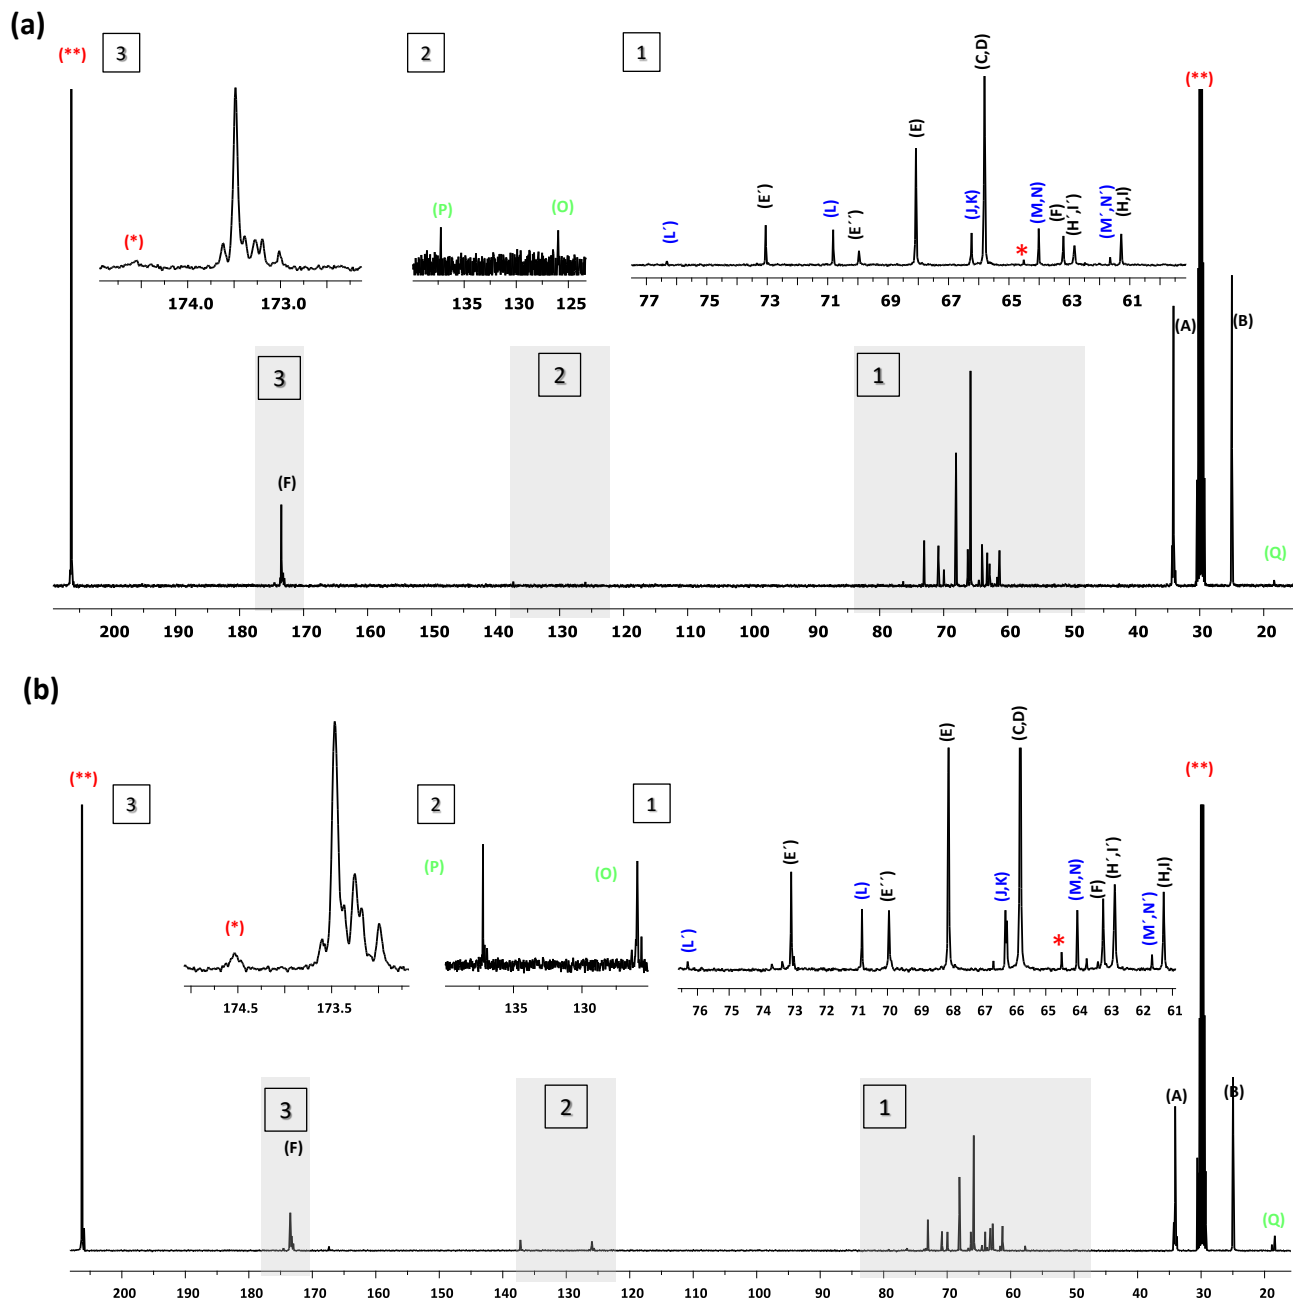 (a)
(**)
3
2
1
(C,D)
(**)
(E)
(P)
(O)
(*)
(L´)
(E´)
(L)
(E´´)
(J,K)
*
(M,N)
(F)
(H´,I´)
(M´,N´)
(H,I)
174.0 173.0
135 130 125
77 75 73 71 69 67 65 63 61
(A)
(B)
3
2
1
(F)
(Q)
200 190 180 170 160 150 140 130 120 110 100 90 80 70 60 50 40 30 20
(b)
(**)
3
2
1
(E)
(C,D)
(**)
(P)
(O)
(*)
(L´)
(E´)
(L)
(E´´)
(J,K)
*
(M,N)
(F)
(H´,I´)
(M´,N´)
(H,I)
174.5 173.5
135 130
76 75 74 73 72 71 70 69 68 67 66 65 64 63 62 61
(A)
(B)
3
2
1
(F)
(Q)
200 190 180 170 160 150 140 130 120 110 100 90 80 70 60 50 40 30 20